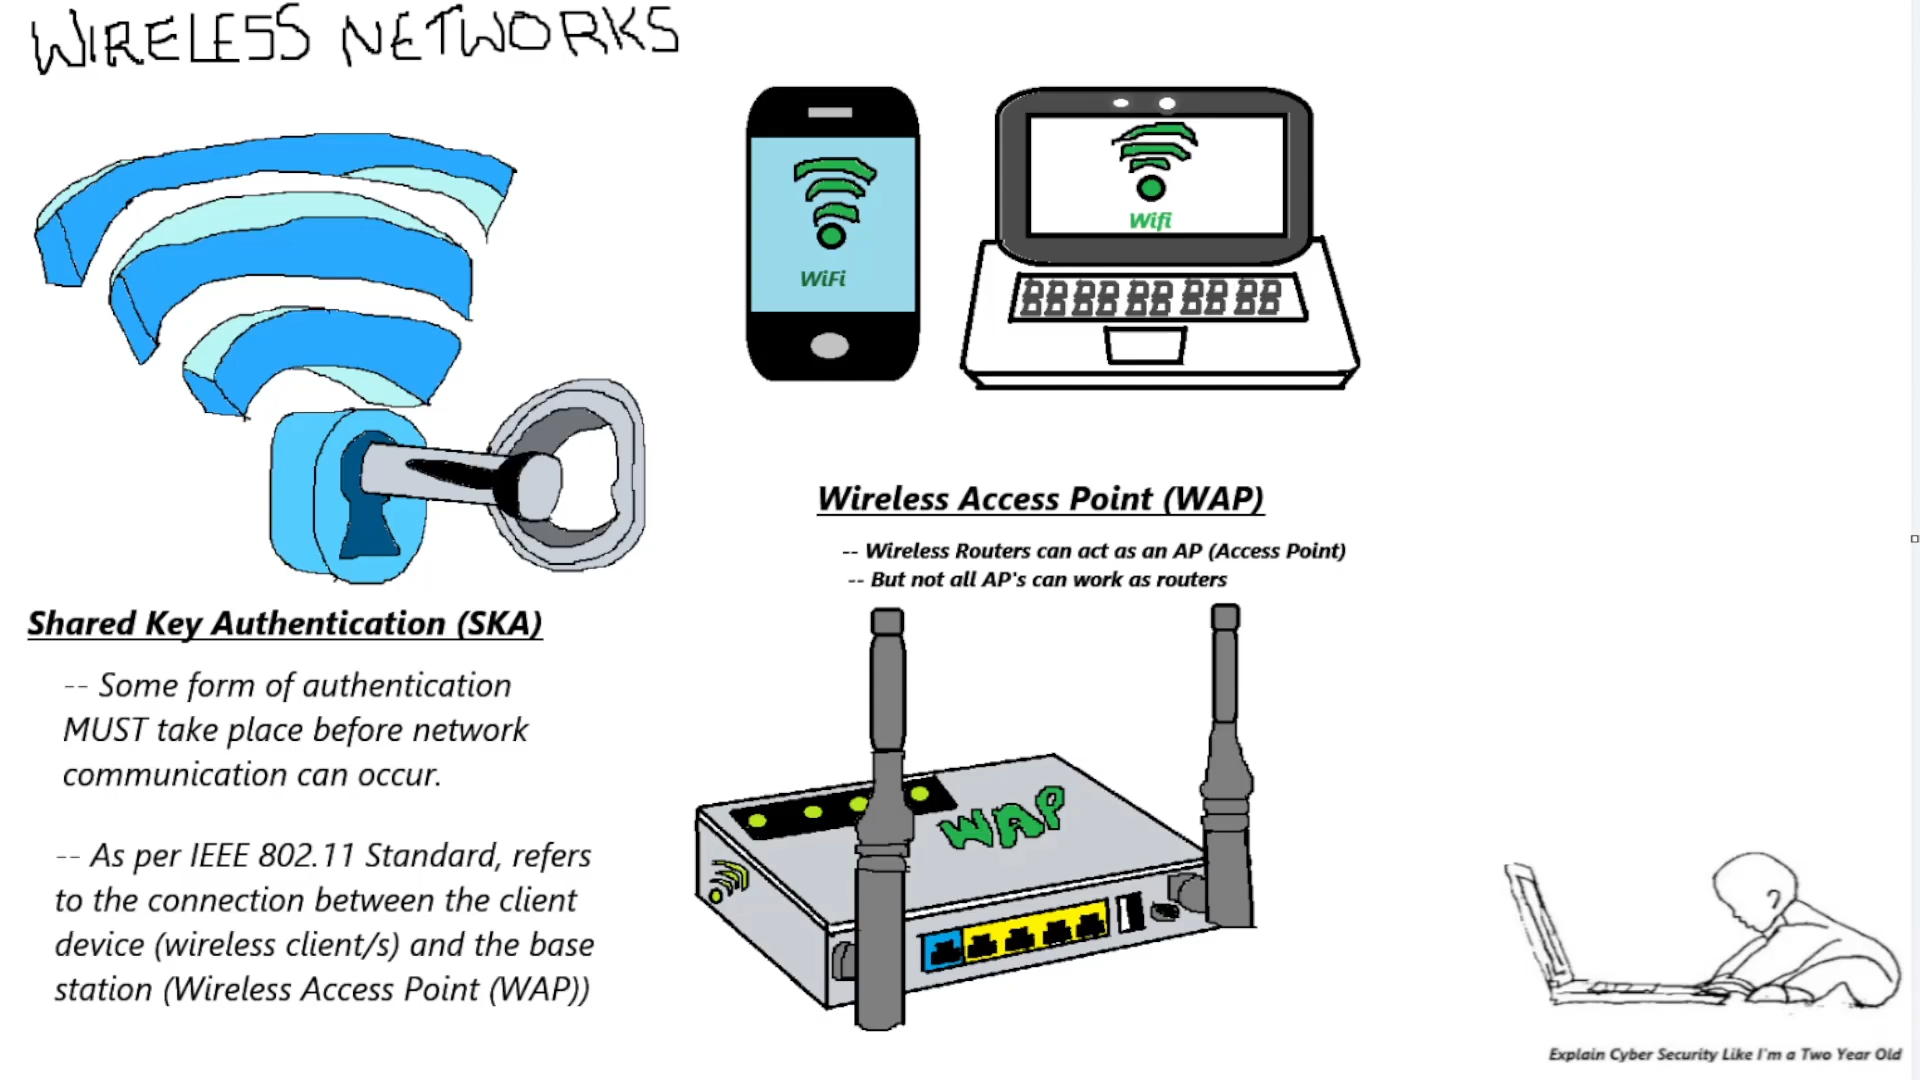 WIRELESS NETWORKS
WiFi
Wifi
Wireless Access Point (WAP)
-- Wireless Routers can act as an AP (Access Point)
-- But not all AP's can work as routers
Shared Key Authentication (SKA)
-- Some form of authentication
MUST take place before network
communication can occur.
-- As per IEEE 802.11 Standard, refers
to the connection between the client
device (wireless client/s) and the base
station (Wireless Access Point (WAP))
WAP
Explain Cyber Security Like I'm a Two Year Old